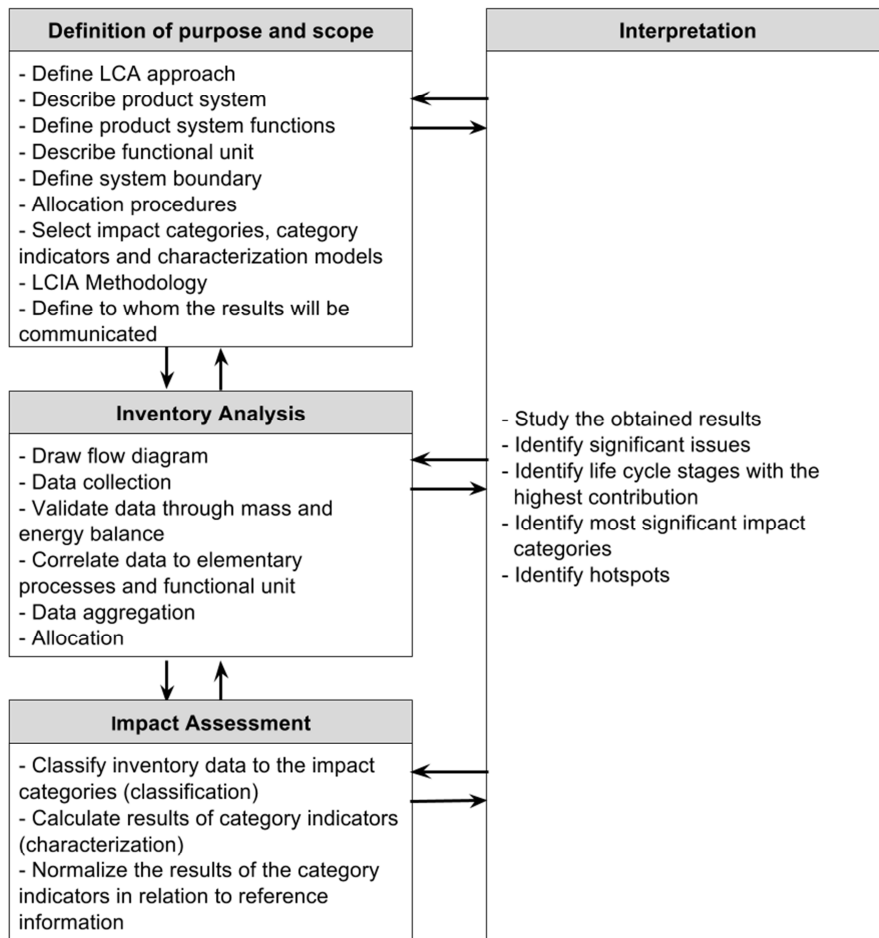 Definition of purpose and scope
- Define LCA approach
- Describe product system
- Define product system functions
- Describe functional unit
- Define system boundary
- Allocation procedures
- Select impact categories, category
indicators and characterization models
- LCIA Methodology
- Define to whom the results will be
communicated
Inventory Analysis
- Draw flow diagram
- Data collection
- Validate data through mass and
energy balance
- Correlate data to elementary
processes and functional unit
- Data aggregation
- Allocation
Impact Assessment
- Classify inventory data to the impact
categories (classification)
- Calculate results of category indicators
(characterization)
- Normalize the results of the category
indicators in relation to reference
information
Interpretation
- Study the obtained results
- Identify significant issues
- Identify life cycle stages with the
highest contribution
- Identify most significant impact
categories
- Identify hotspots